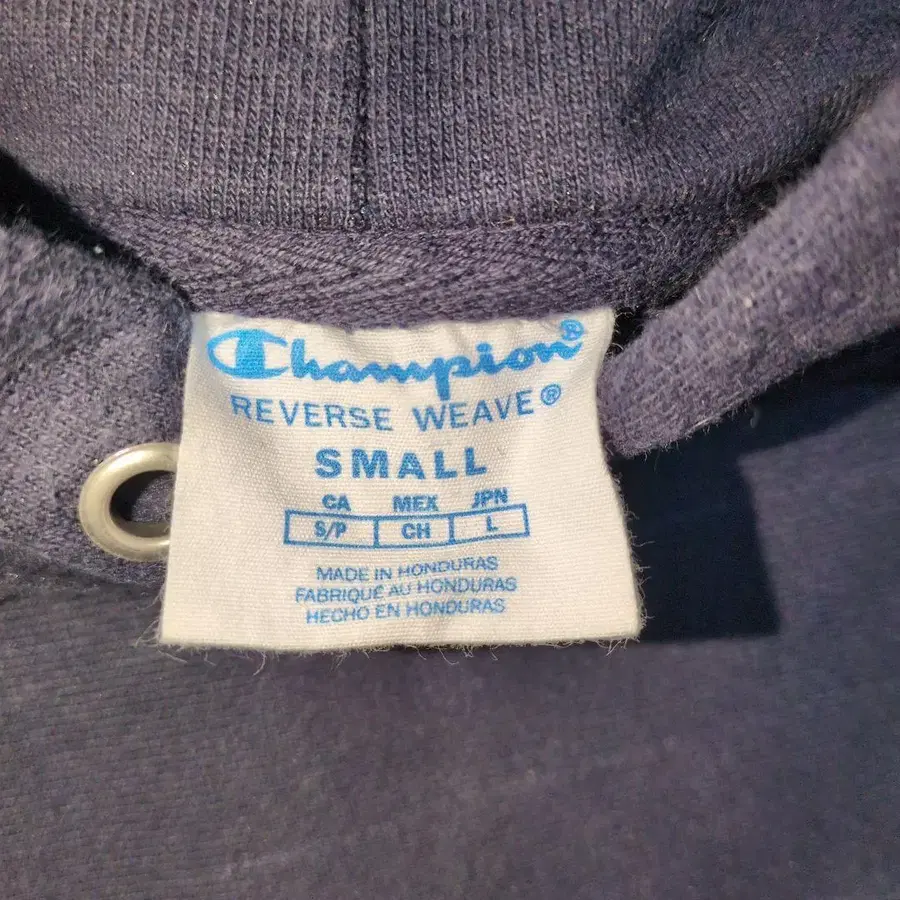 Champion®
REVERSE WEAVE®
SMALL
CA MEX JPN
S/P CH L
MADE IN HONDURAS
FABRIQUÉ AU HONDURAS
HECHO EN HONDURAS